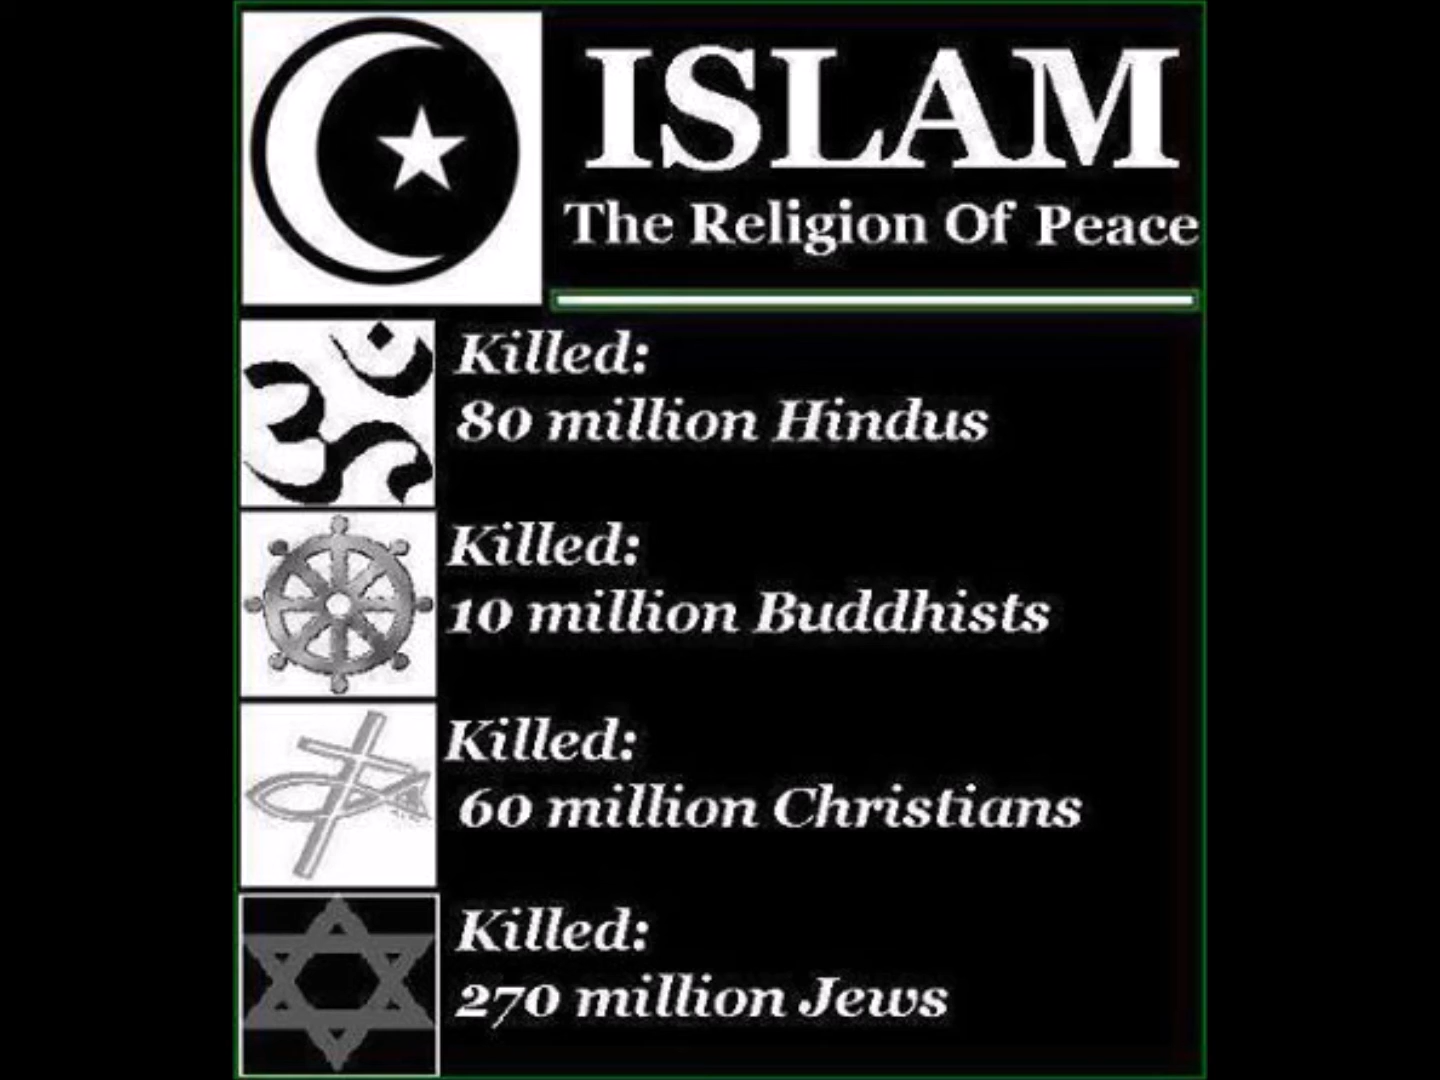 ISLAM
The Religion Of Peace
Killed:
80 million Hindus
Killed:
10 million Buddhists
Killed:
60 million Christians
Killed:
270 million Jews